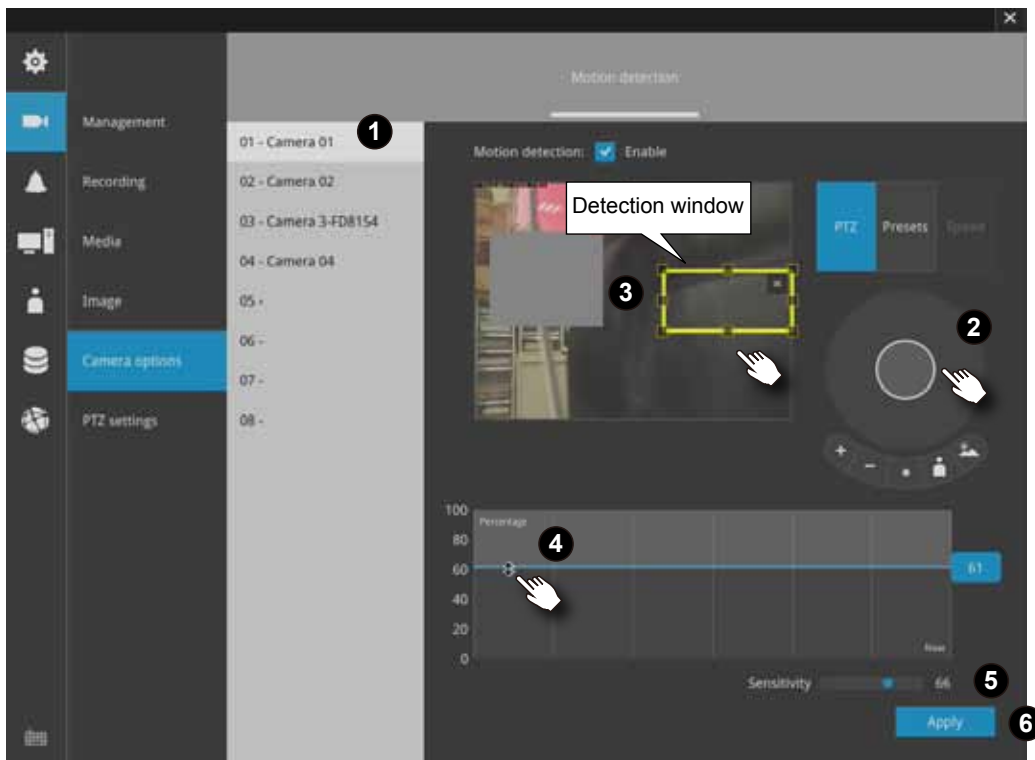 Motion detection
Management
Recording
Media
Image
Camera options
PTZ settings
01 - Camera 01
02 - Camera 02
03 - Camera 3-FD8154
04 - Camera 04
05 -
06 -
07 -
08 -
1
Motion detection: Enable
Detection window
3
PTZ Presets Speed
2
100
80
60
40
20
0
Percentage
4
61
Now
Sensitivity 66
5
Apply
6